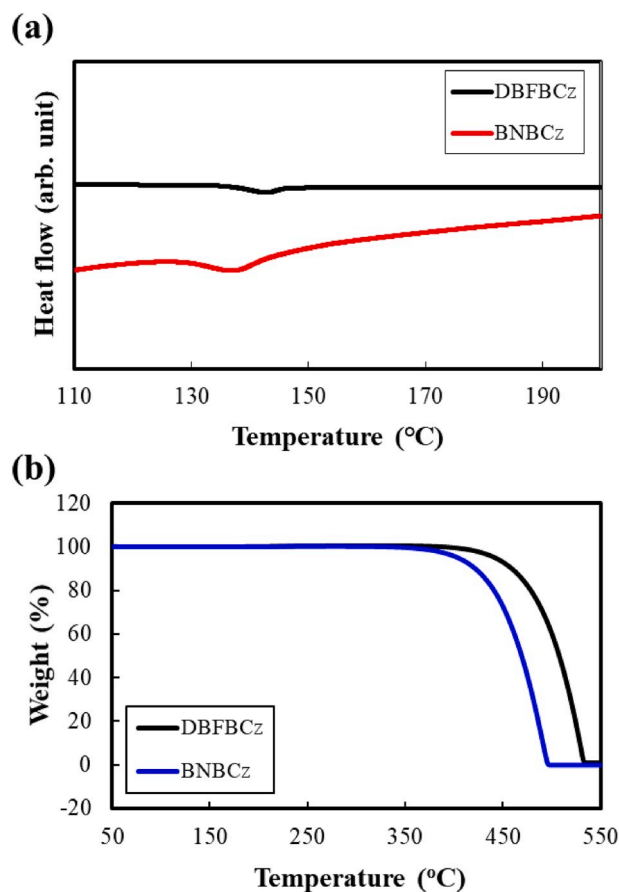 (a)
Heat flow (arb. unit)
DBFBCz
BNBCz
110 130 150 170 190
Temperature (°C)
(b)
Weight (%)
120
100
80
60
40
20
0
-20
DBFBCz
BNBCz
50 150 250 350 450 550
Temperature (°C)